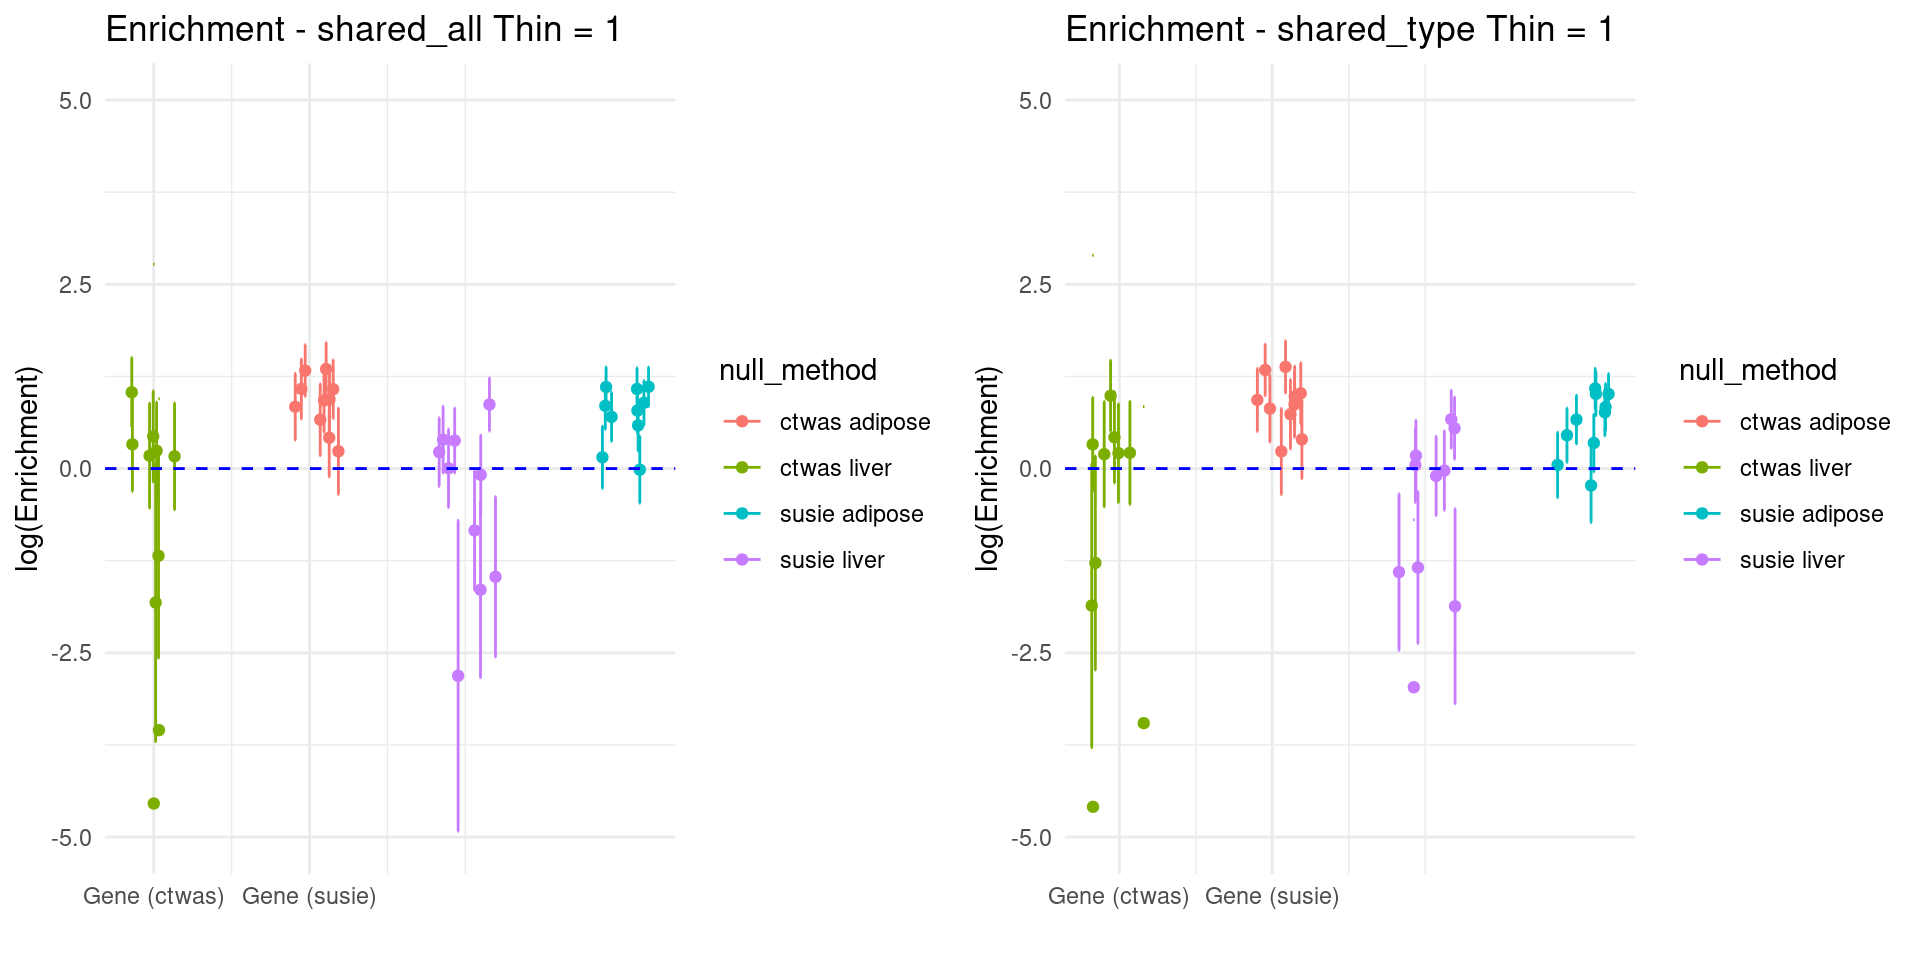 Enrichment - shared_all Thin = 1
log(Enrichment)
5.0
2.5
0.0
-2.5
-5.0
Gene (ctwas)
Gene (susie)
null_method
ctwas adipose
ctwas liver
susie adipose
susie liver
Enrichment - shared_type Thin = 1
log(Enrichment)
5.0
2.5
0.0
-2.5
-5.0
Gene (ctwas)
Gene (susie)
null_method
ctwas adipose
ctwas liver
susie adipose
susie liver